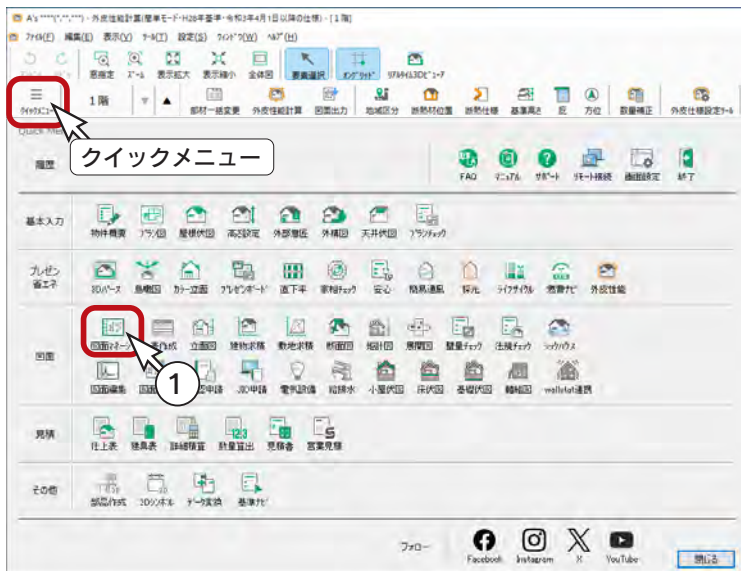 A's ****(*,**,**) - 外皮性能計算(簡単モード・H28年基準・令和3年4月1日以降の仕様) - [1階]
ファイル(F) 編集(E) 表示(V) ツール(T) 設定(S) ウィンドウ(W) ヘルプ(H)
窓指定 ズーム 表示拡大 表示縮小 全体図 要素選択 オングリッド リアルタイム3Dビューア
クイックメニュー 1階 部材一括変更 外皮性能計算 図面出力 地域区分 断熱材位置 断熱仕様 基準高さ 庇 方位 数量補正 外皮仕様設定ツール
クイックメニュー
履歴 FAQ マニュアル サポート リモート接続 画面設定 終了
基本入力 物件概要 プラン図 屋根伏図 高さ設定 外部意匠 外構図 天井伏図 プランチェック
プレゼン
省エネ 3Dパース 鳥瞰図 カラー立面 プレゼンボード 直下率 家相チェック 安心 簡易通風 採光 ライフサイクル 燃費ナビ 外皮性能
図面 立面図 建物求積 敷地求積 断面図 矩計図 展開図 壁量チェック 法規チェック シックハウス
図面編集 JIO申請 電気設備 給排水 小屋伏図 床伏図 基礎伏図 軸組図 wallstat連携
1
見積 仕上表 建具表 詳細積算 数量算出 見積書 営業見積
その他 部品作成 3Dシンボル データ変換 基準ナビ
フォロー Facebook Instagram X YouTube 閉じる